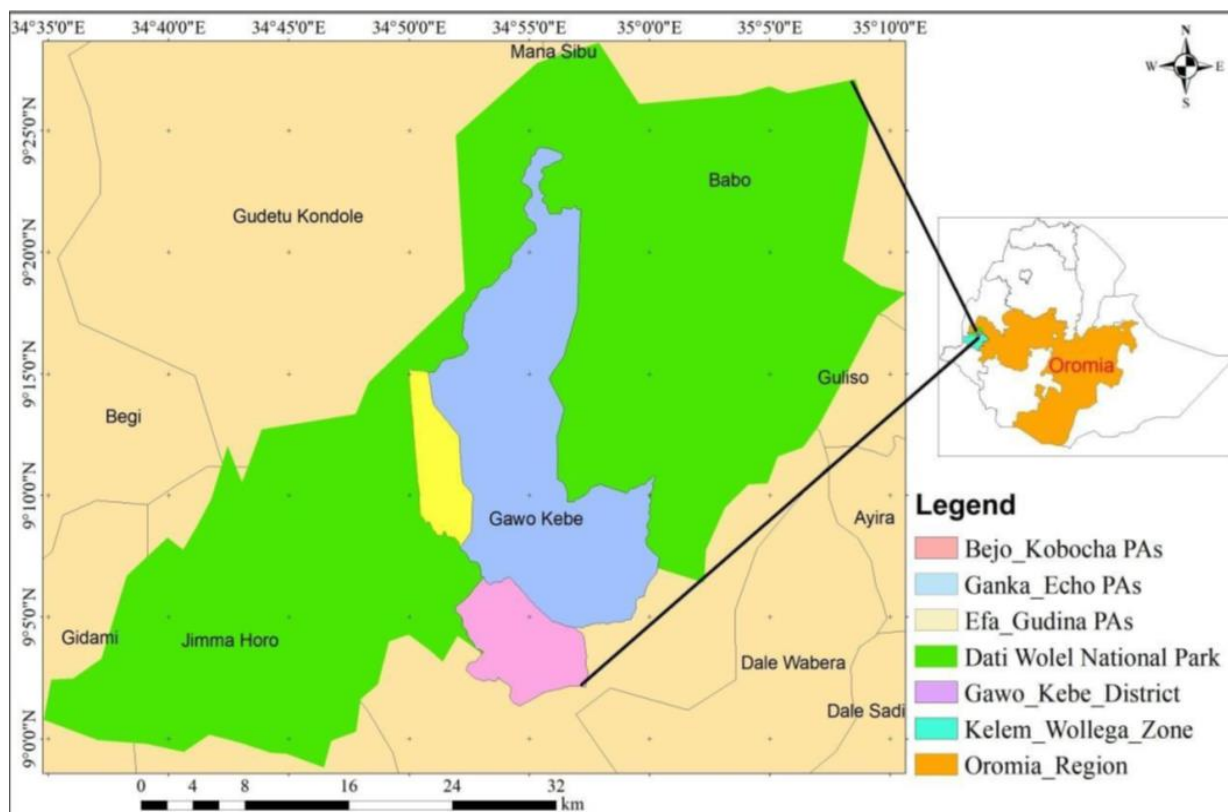 34°35'0"E 34°40'0"E 34°45'0"E 34°50'0"E 34°55'0"E 35°0'0"E 35°5'0"E 35°10'0"E
N
W E
S
Mana Sibu
9°25'0"N
Babo
Gudetu Kondole
9°20'0"N
9°15'0"N
Guliso
Oromia
Begi
9°10'0"N
Gawo Kebe
Ayira
9°5'0"N
Gidami
Jimma Horo
Dale Wabera
Dale Sadi
9°0'0"N
0 4 8 16 24 32
km
Legend
Bejo_Kobocha PAs
Ganka_Echo PAs
Efa_Gudina PAs
Dati Wolel National Park
Gawo_Kebe_District
Kelem_Wollega_Zone
Oromia_Region